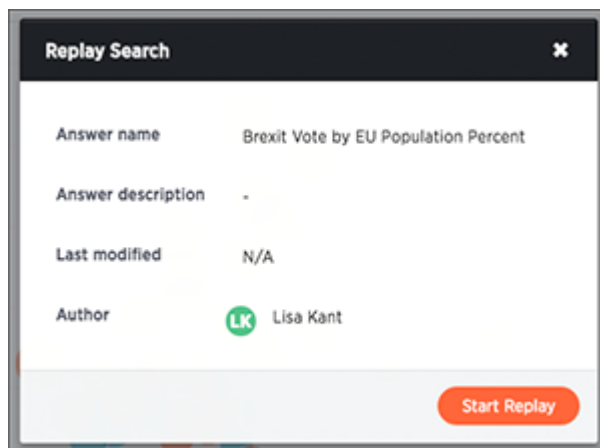 Replay Search
Answer name Brexit Vote by EU Population Percent
Answer description -
Last modified N/A
Author LK Lisa Kant
Start Replay